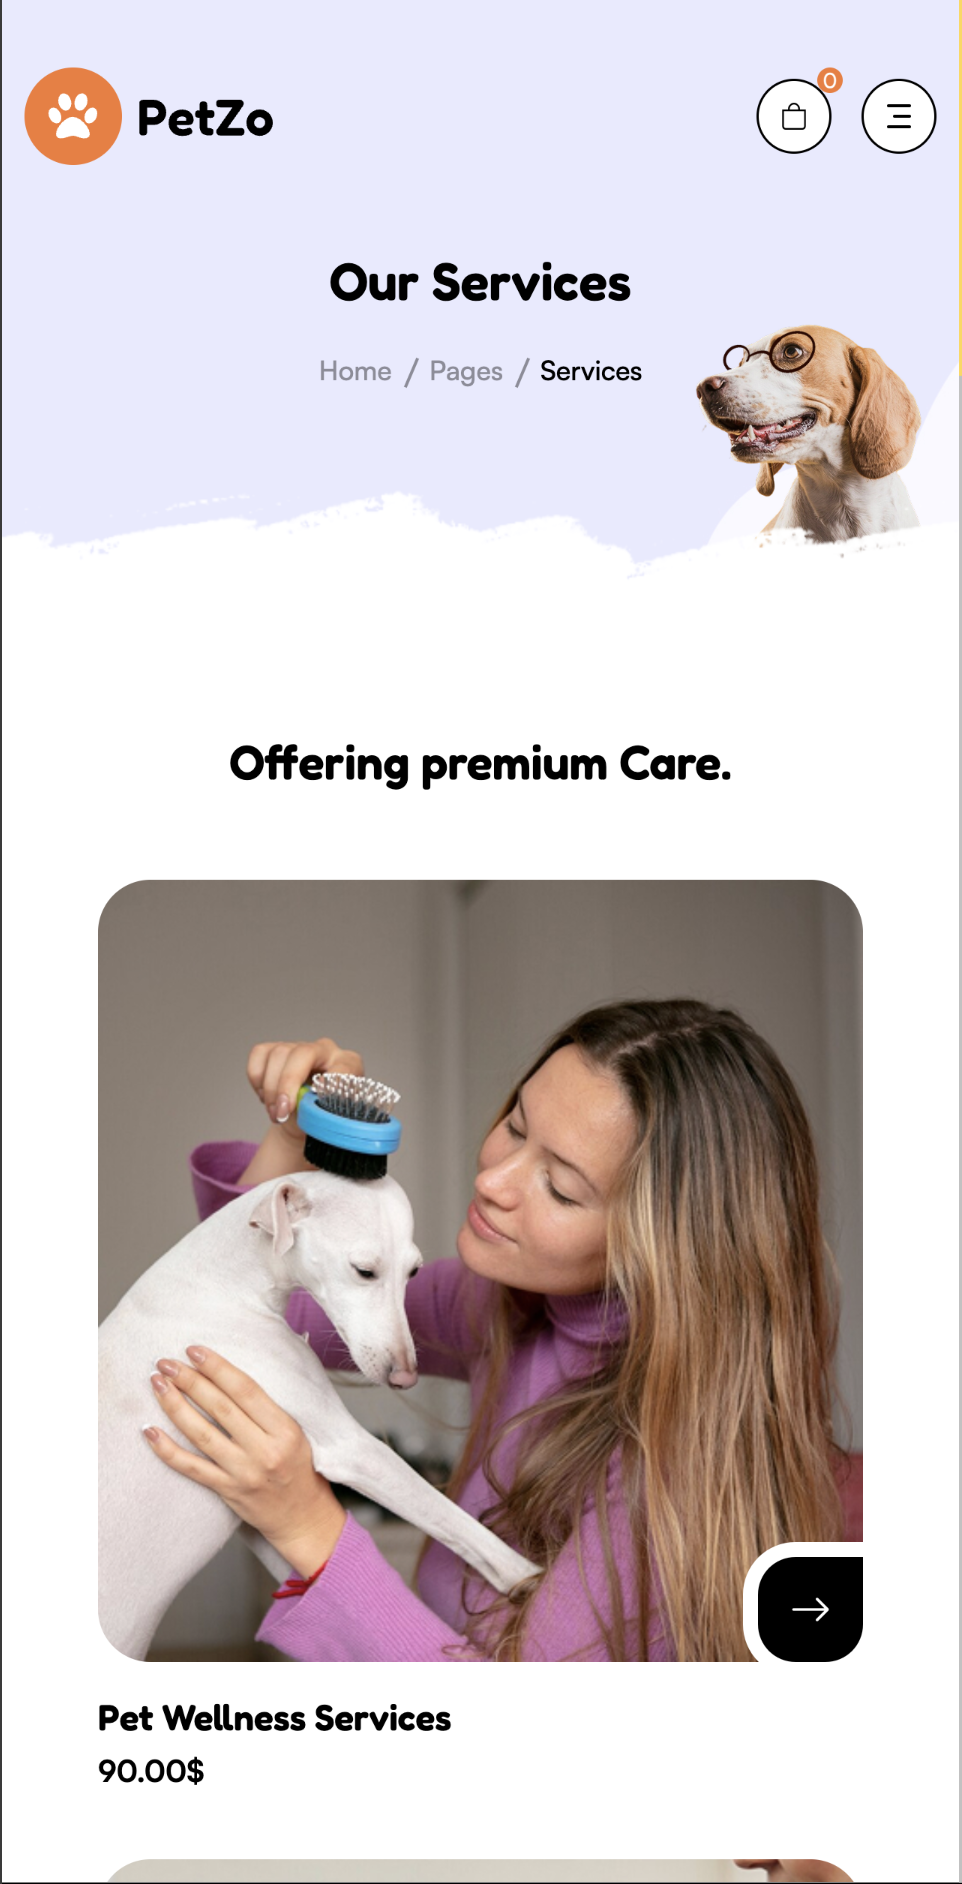 PetZo
0
Our Services
Home / Pages / Services
Offering premium Care.
Pet Wellness Services
90.00$